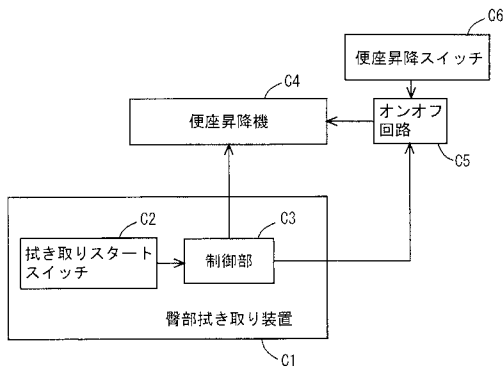 C6
便座昇降スイッチ
C4
便座昇降機
オンオフ
回路
C5
C2
拭き取りスタート
スイッチ
C3
制御部
臀部拭き取り装置
C1